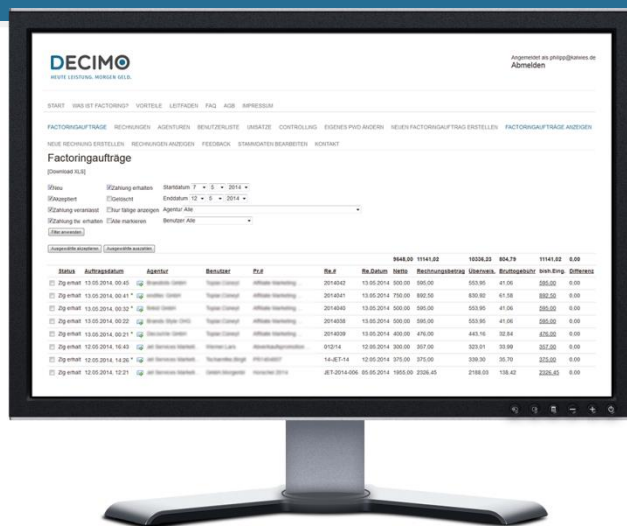 DECIMO
HEUTE LEISTUNG. MORGEN GELD.
Angemeldet als philipp@kalweis.de
Abmelden
START WAS IST FACTORING? VORTEILE LEITFADEN FAQ AGB IMPRESSUM
FACTORINGAUFTRÄGE RECHNUNGEN AGENTUREN BENUTZERLISTE UMSÄTZE CONTROLLING EIGENES PWD ÄNDERN NEUEN FACTORINGAUFTRAG ERSTELLEN FACTORINGAUFTRÄGE ANZEIGEN
NEUE RECHNUNG ERSTELLEN RECHNUNGEN ANZEIGEN FEEDBACK STAMMDATEN BEARBEITEN KONTAKT
Factoringaufträge
[Download XLS]
Neu Zahlung erhalten Startdatum 7 5 2014
Akzeptiert Gelöscht Enddatum 12 5 2014
Zahlung veranlasst Nur fällige anzeigen Agentur Alle
Zahlung erhalten Alle markieren Benutzer Alle
Filter anwenden
Ausgewählte akzeptieren Ausgewählte auszahlen
9648,00 11141,02 10336,23 804,79 11141,02 0,00
Status Auftragsdatum Agentur Benutzer Pr.# Re.# Re.Datum Netto Rechnungsbetrag Überweis. Bruttogebühr bish.Eing. Differenz
Zlg erhalt 13.05.2014, 00:45 2014042 13.05.2014 500,00 595,00 553,95 41,06 595,00 0,00
Zlg erhalt 13.05.2014, 00:41 * 2014041 13.05.2014 750,00 892,50 830,92 61,58 892,50 0,00
Zlg erhalt 13.05.2014, 00:32 * 2014040 13.05.2014 500,00 595,00 553,95 41,06 595,00 0,00
Zlg erhalt 13.05.2014, 00:22 2014038 13.05.2014 500,00 595,00 553,95 41,06 595,00 0,00
Zlg erhalt 13.05.2014, 00:21 * 2014039 13.05.2014 400,00 476,00 443,16 32,84 476,00 0,00
Zlg erhalt 12.05.2014, 16:43 012/14 12.05.2014 300,00 357,00 323,01 33,99 357,00 0,00
Zlg erhalt 12.05.2014, 14:26 * 14-JET-14 12.05.2014 375,00 375,00 339,30 35,70 375,00 0,00
Zlg erhalt 12.05.2014, 12:21 JET-2014-006 05.05.2014 1955,00 2326,45 2188,03 138,42 2326,45 0,00